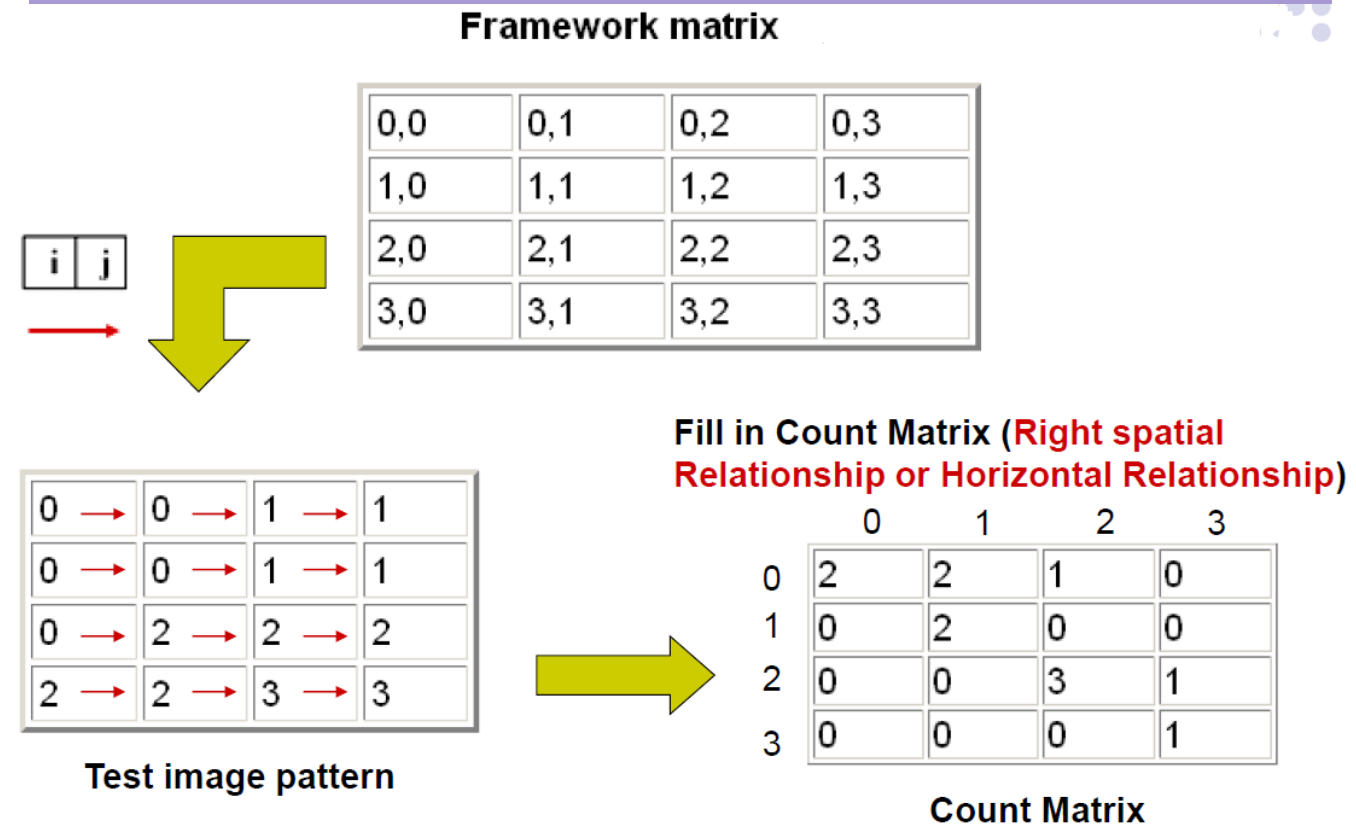 Framework matrix
0,0 0,1 0,2 0,3
1,0 1,1 1,2 1,3
2,0 2,1 2,2 2,3
3,0 3,1 3,2 3,3
i j
Fill in Count Matrix (Right spatial
Relationship or Horizontal Relationship)
0 0 1 1
0 0 1 1
0 2 2 2
2 2 3 3
Test image pattern
0 1 2 3
0 2 2 1 0
1 0 2 0 0
2 0 0 3 1
3 0 0 0 1
Count Matrix